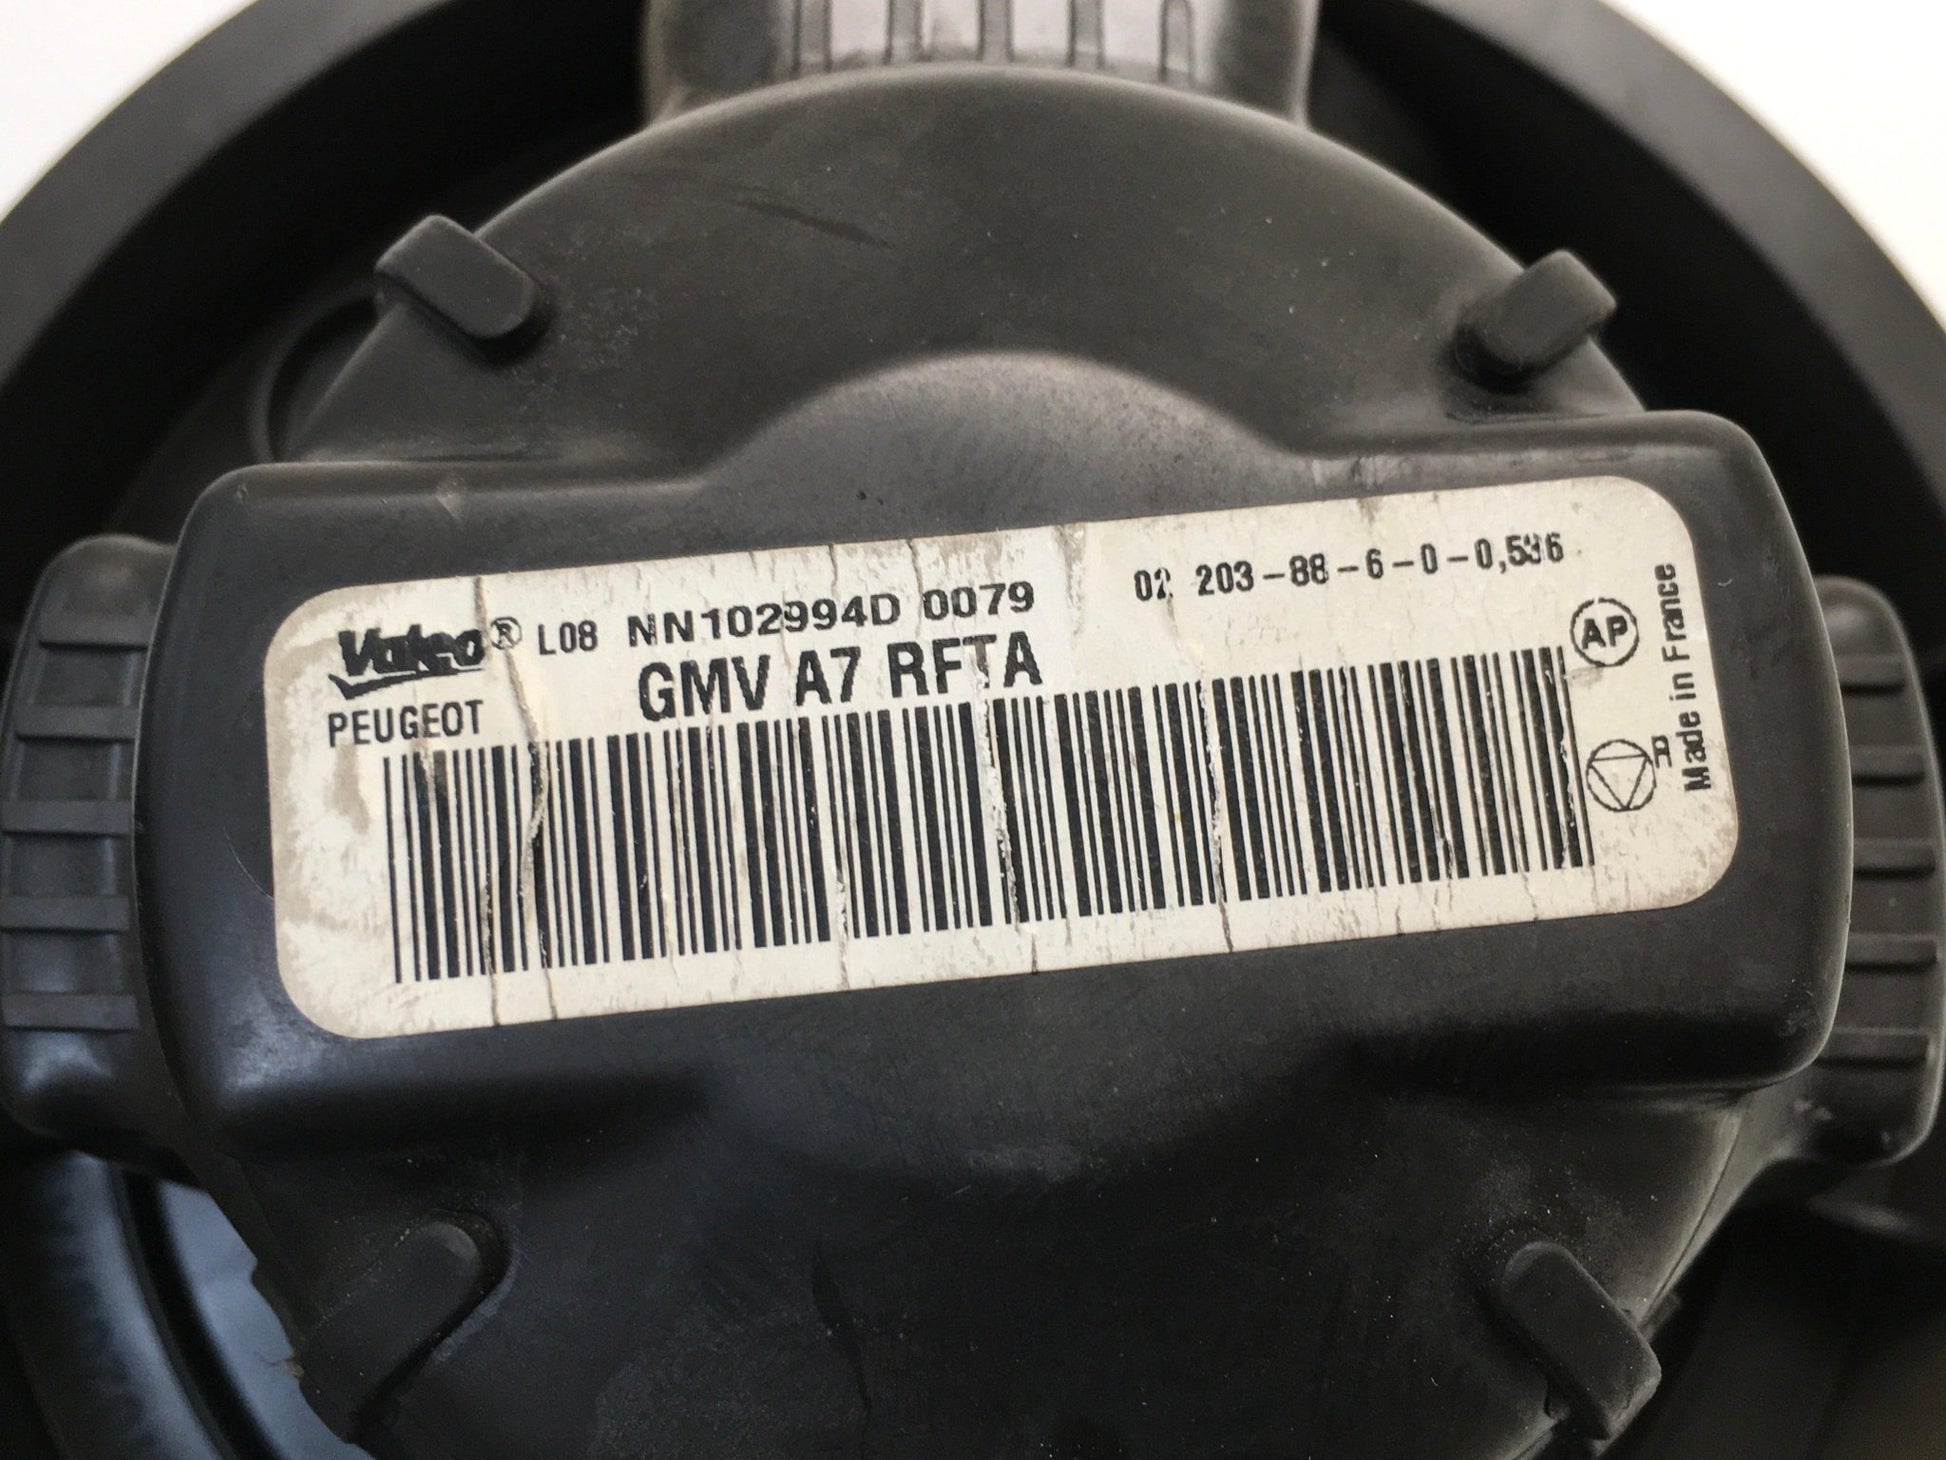 Valeo® L08 NN102994D 0079 02 203-88-6-0-0,536
PEUGEOT GMV A7 RFTA
AP
R
Made in France